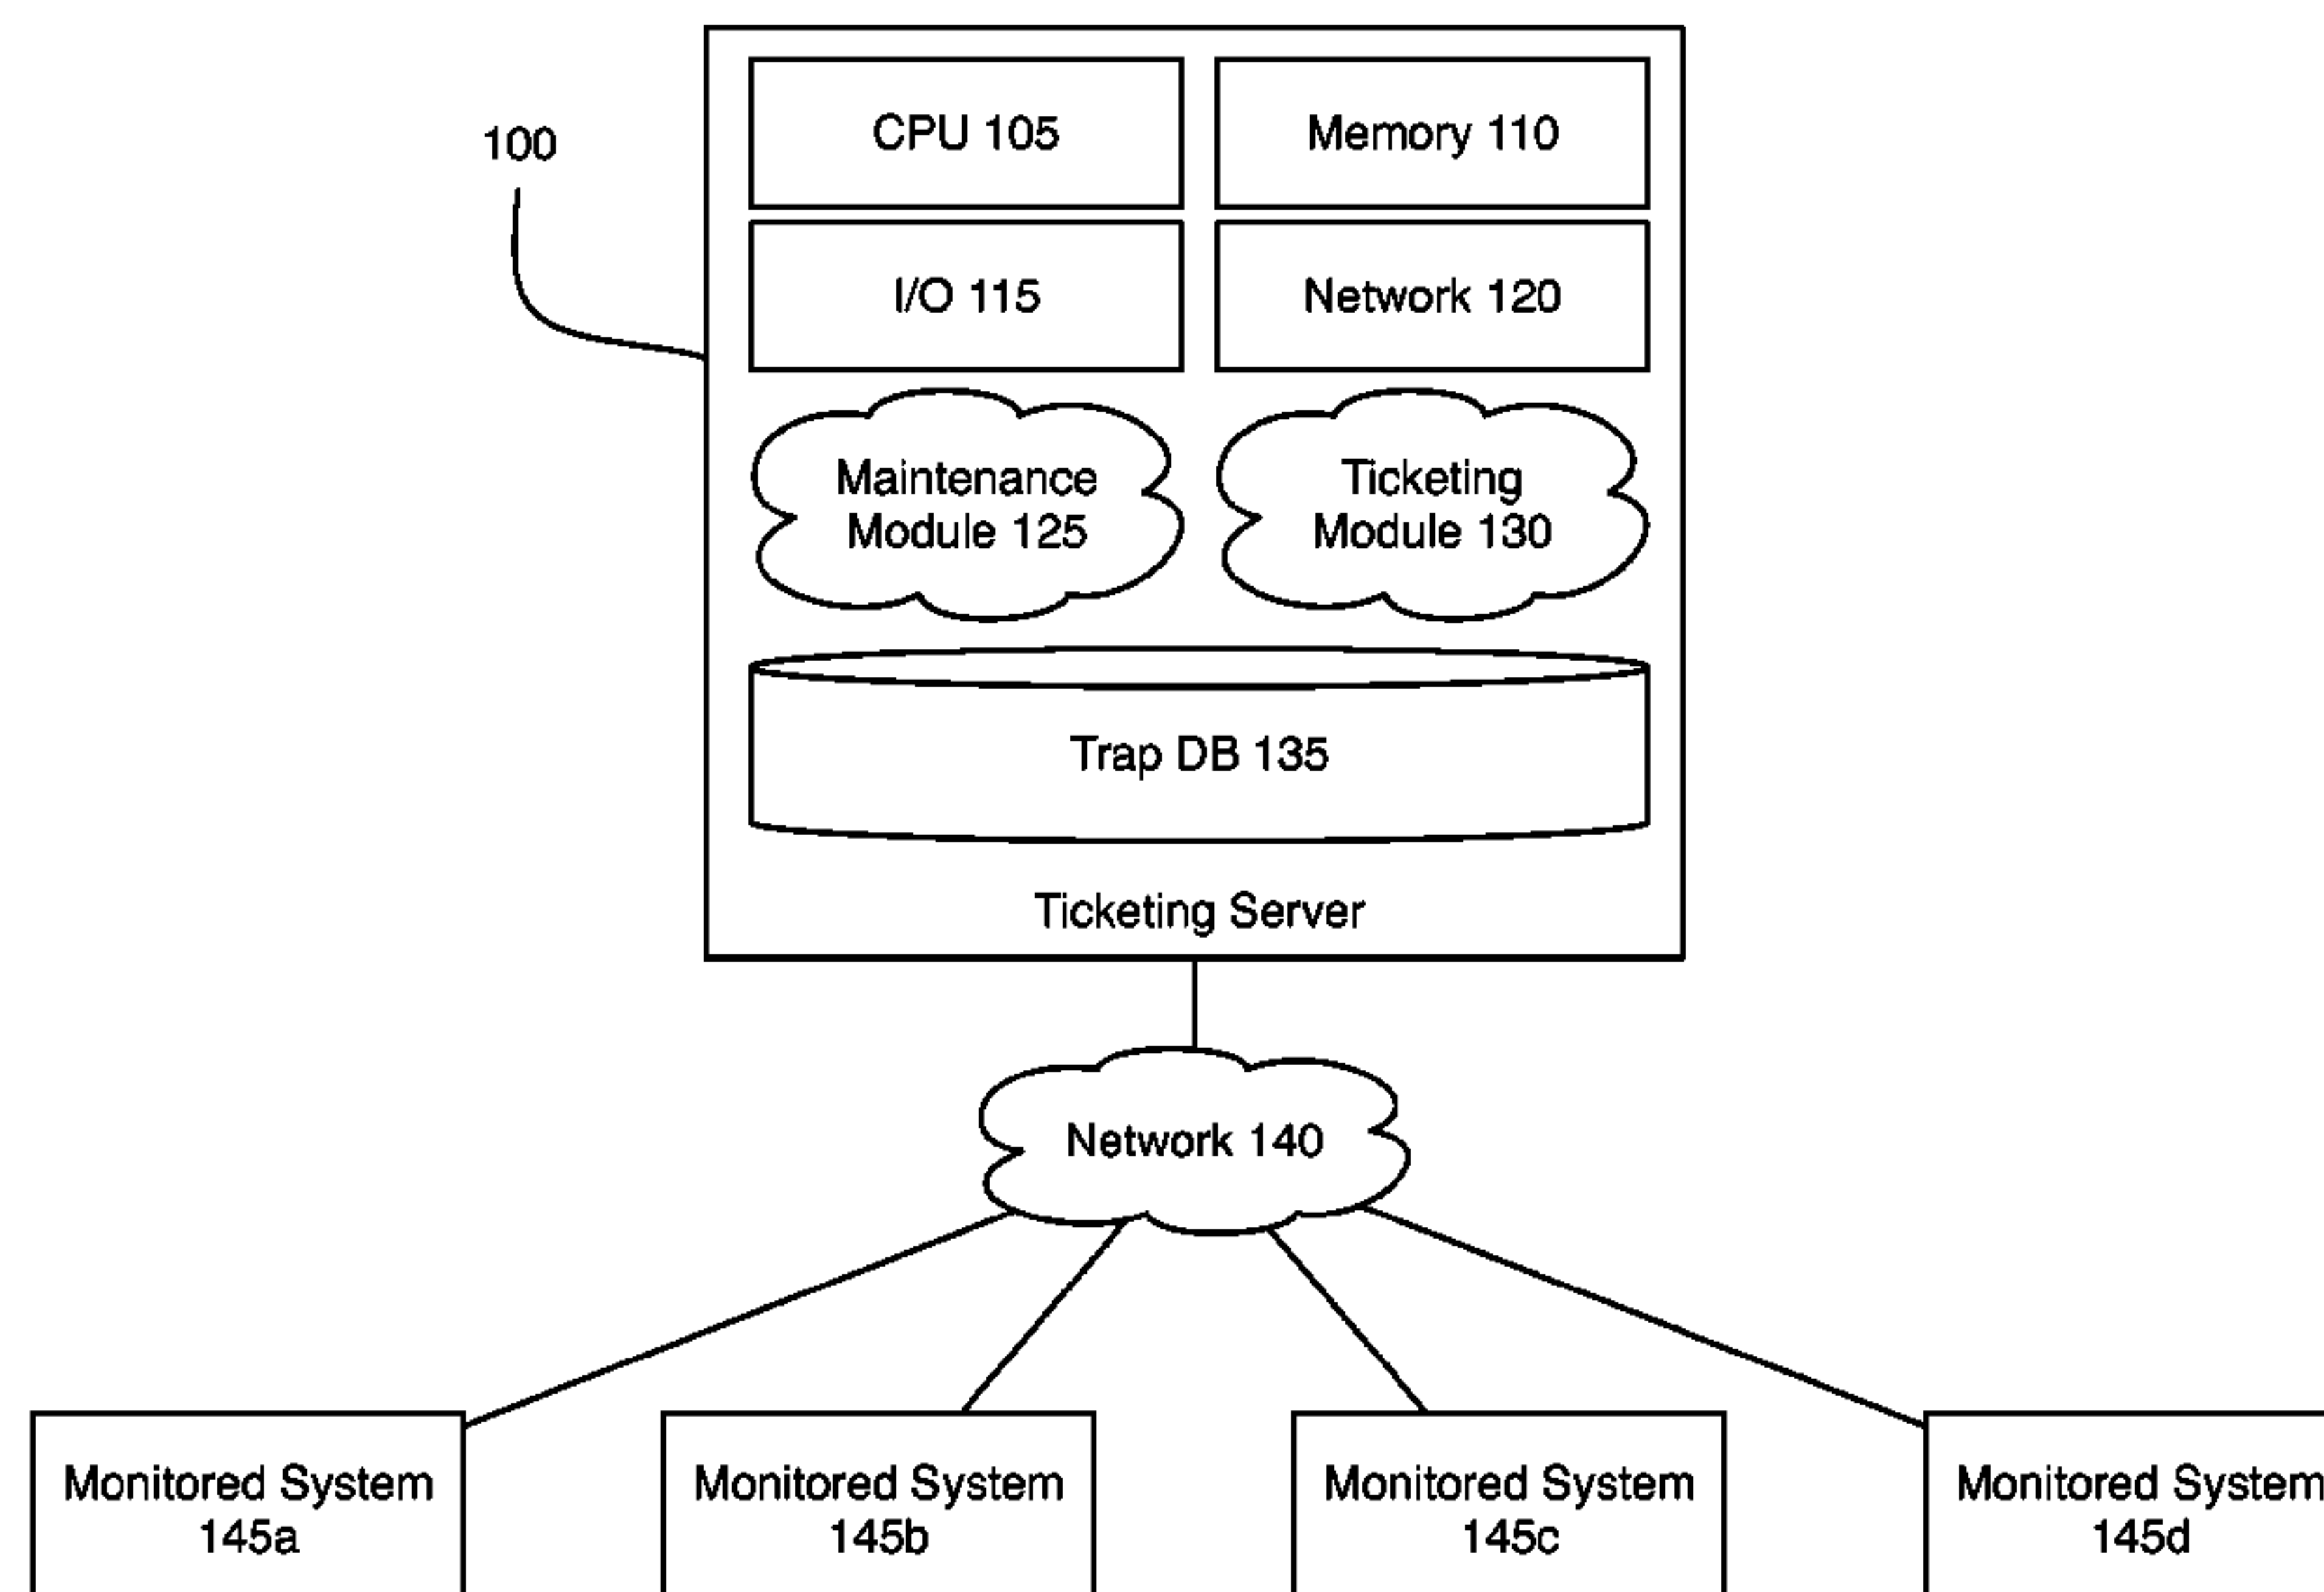 100
CPU 105
Memory 110
I/O 115
Network 120
Maintenance
Module 125
Ticketing
Module 130
Trap DB 135
Ticketing Server
Network 140
Monitored System
145a
Monitored System
145b
Monitored System
145c
Monitored System
145d